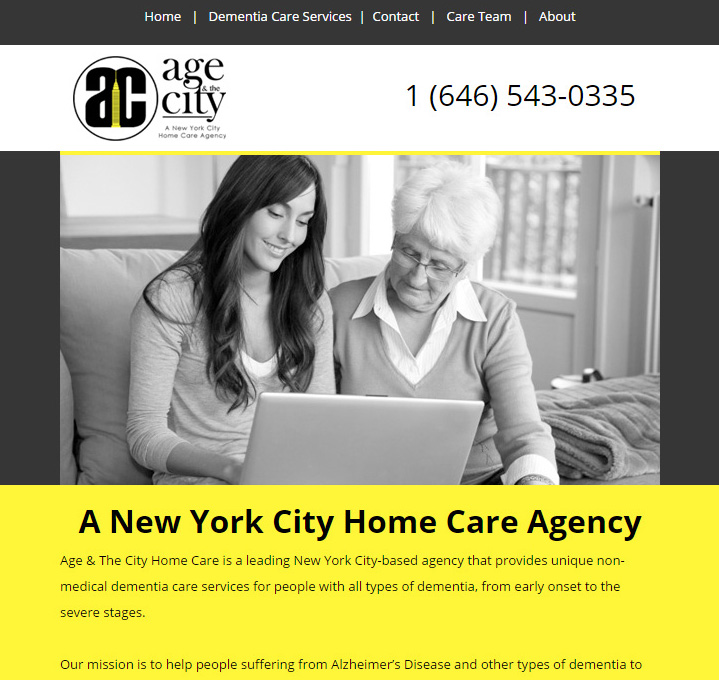 Home | Dementia Care Services | Contact | Care Team | About
ac
age
& the
city
A New York City
Home Care Agency
1 (646) 543-0335
A New York City Home Care Agency
Age & The City Home Care is a leading New York City-based agency that provides unique non-
medical dementia care services for people with all types of dementia, from early onset to the
severe stages.
Our mission is to help people suffering from Alzheimer’s Disease and other types of dementia to